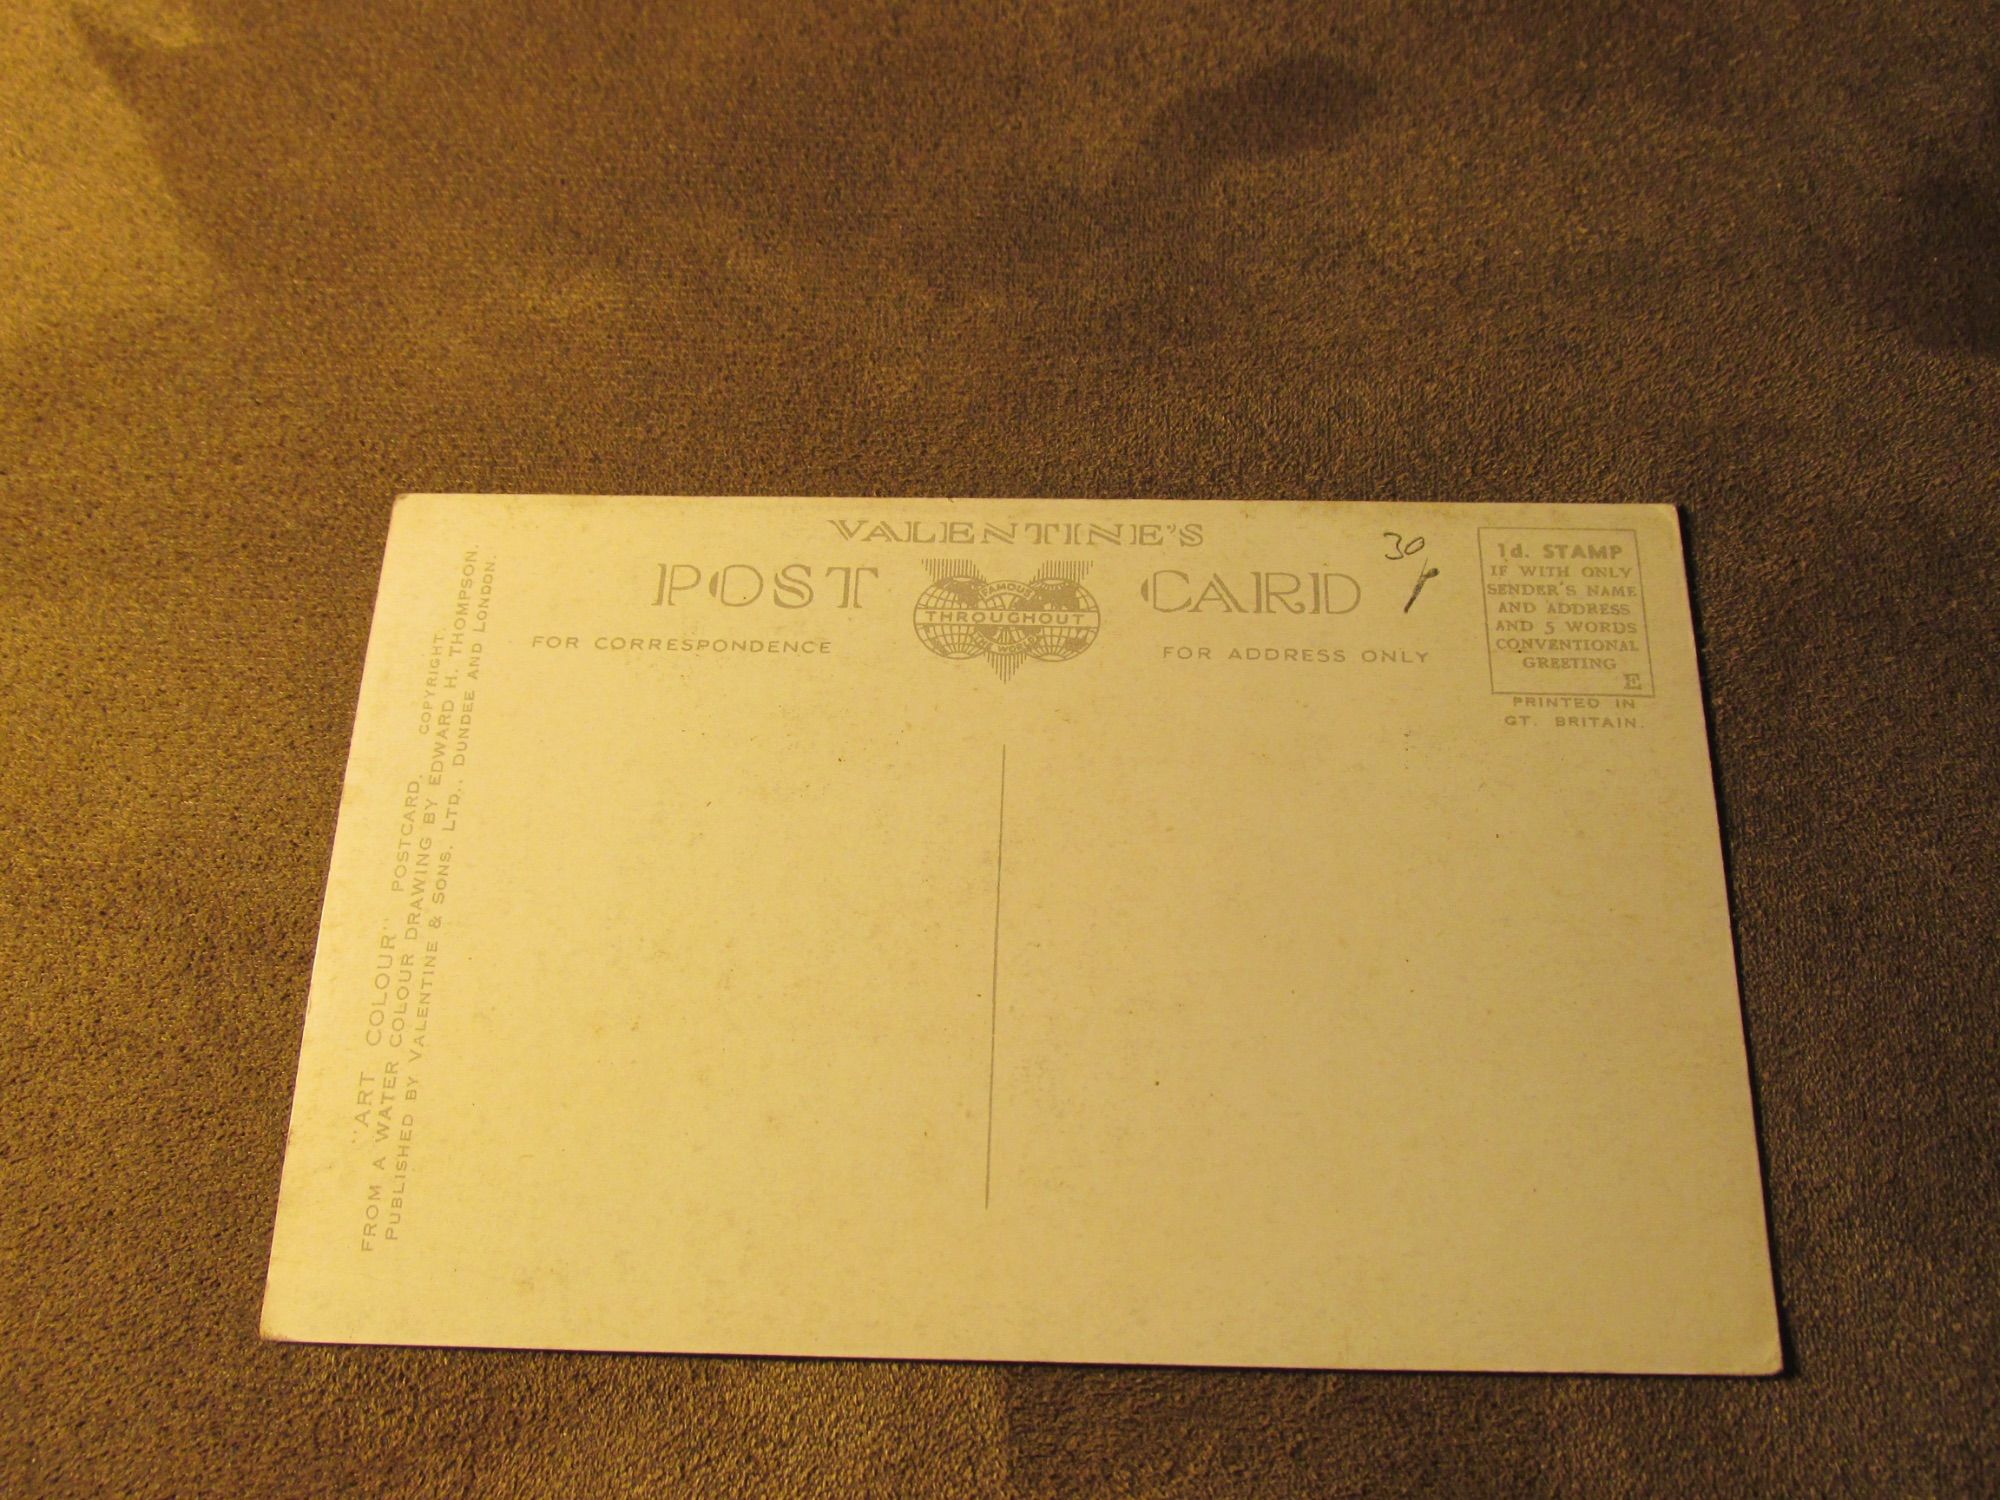 VALENTINE'S
POST CARD
FAMOUS
THROUGHOUT
THE WORLD
FOR CORRESPONDENCE
FOR ADDRESS ONLY
30
1d. STAMP
IF WITH ONLY
SENDER'S NAME
AND ADDRESS
AND 5 WORDS
CONVENTIONAL
GREETING
E
PRINTED IN
GT. BRITAIN.
"ART COLOUR" POSTCARD. COPYRIGHT.
FROM A WATER COLOUR DRAWING BY EDWARD H. THOMPSON.
PUBLISHED BY VALENTINE & SONS, LTD., DUNDEE AND LONDON.